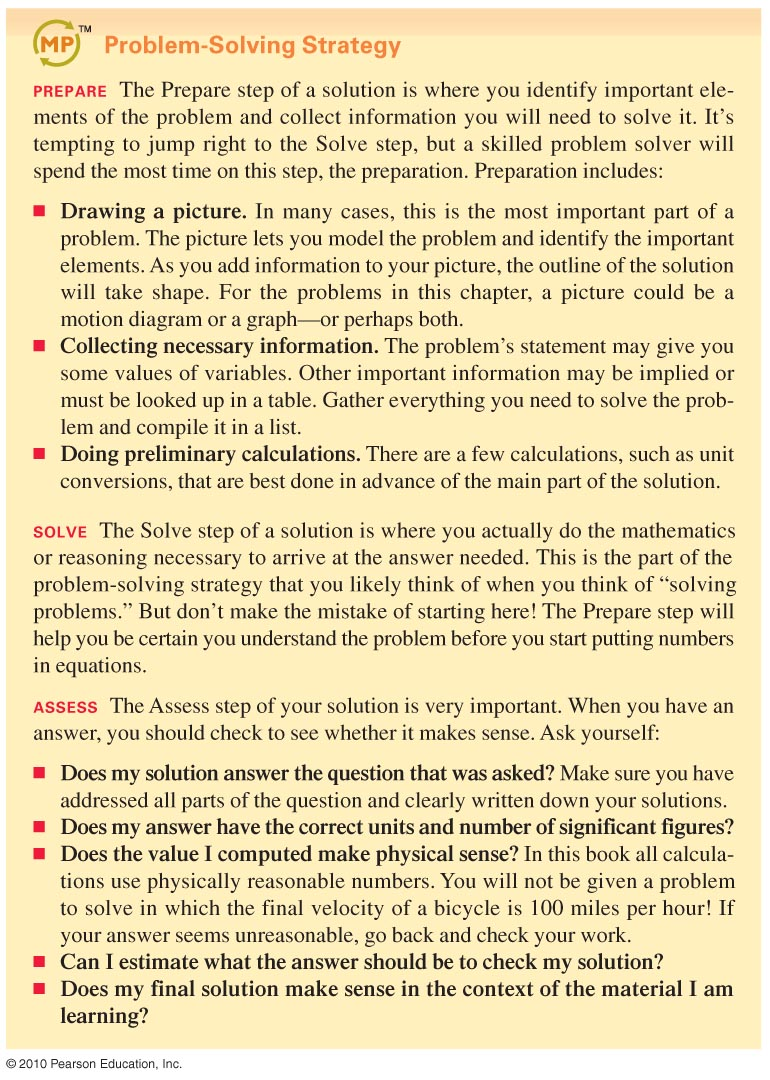 MP™ Problem-Solving Strategy
PREPARE The Prepare step of a solution is where you identify important ele-
ments of the problem and collect information you will need to solve it. It's
tempting to jump right to the Solve step, but a skilled problem solver will
spend the most time on this step, the preparation. Preparation includes:
■ Drawing a picture. In many cases, this is the most important part of a
problem. The picture lets you model the problem and identify the important
elements. As you add information to your picture, the outline of the solution
will take shape. For the problems in this chapter, a picture could be a
motion diagram or a graph—or perhaps both.
■ Collecting necessary information. The problem's statement may give you
some values of variables. Other important information may be implied or
must be looked up in a table. Gather everything you need to solve the prob-
lem and compile it in a list.
■ Doing preliminary calculations. There are a few calculations, such as unit
conversions, that are best done in advance of the main part of the solution.
SOLVE The Solve step of a solution is where you actually do the mathematics
or reasoning necessary to arrive at the answer needed. This is the part of the
problem-solving strategy that you likely think of when you think of “solving
problems.” But don't make the mistake of starting here! The Prepare step will
help you be certain you understand the problem before you start putting numbers
in equations.
ASSESS The Assess step of your solution is very important. When you have an
answer, you should check to see whether it makes sense. Ask yourself:
■ Does my solution answer the question that was asked? Make sure you have
addressed all parts of the question and clearly written down your solutions.
■ Does my answer have the correct units and number of significant figures?
■ Does the value I computed make physical sense? In this book all calcula-
tions use physically reasonable numbers. You will not be given a problem
to solve in which the final velocity of a bicycle is 100 miles per hour! If
your answer seems unreasonable, go back and check your work.
■ Can I estimate what the answer should be to check my solution?
■ Does my final solution make sense in the context of the material I am
learning?
© 2010 Pearson Education, Inc.